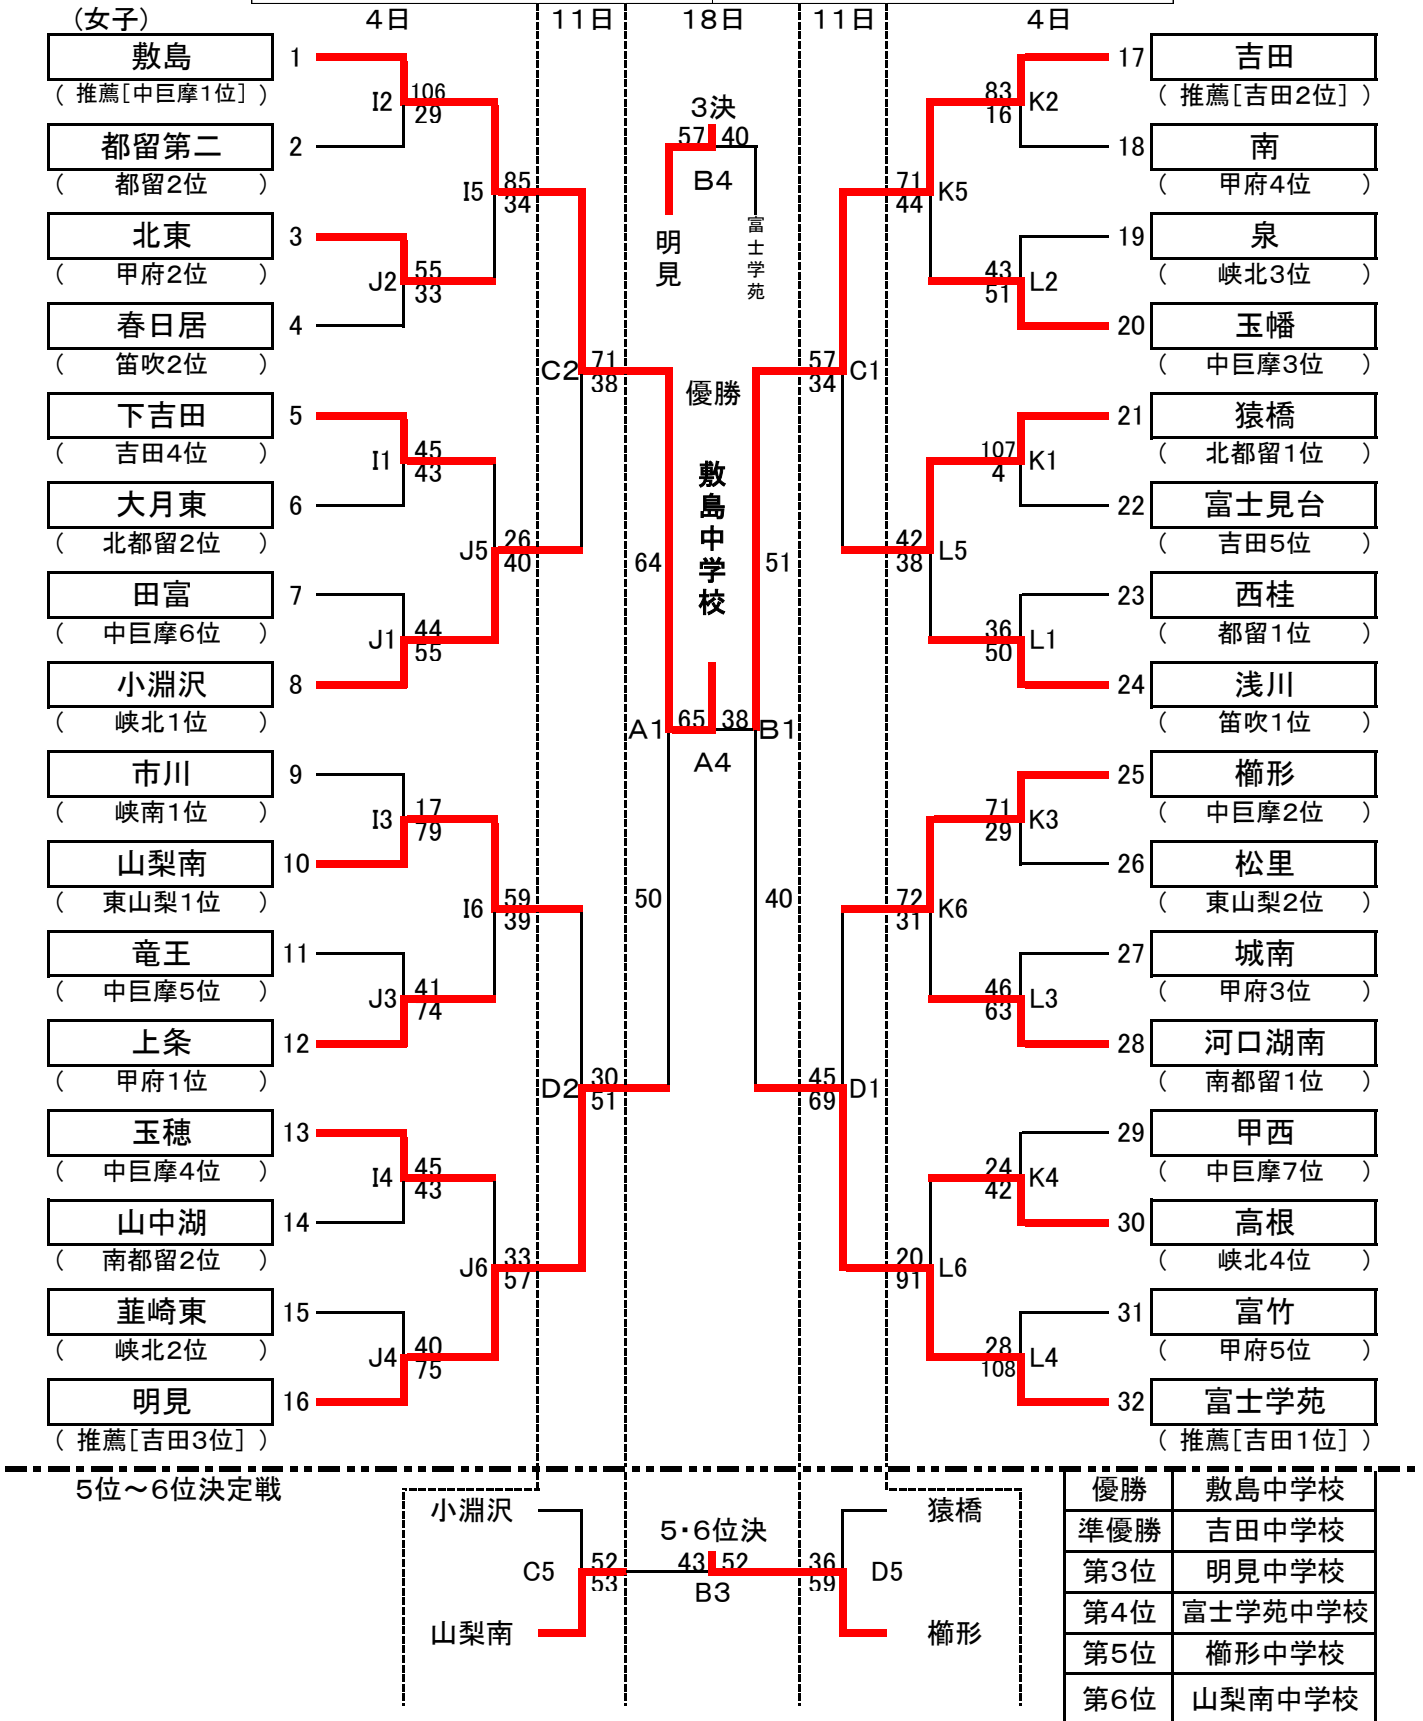 （女子）
4日
11日
18日
11日
4日
敷島
（ 推薦[中巨摩1位] ）
1
I2
106
29
都留第二
（ 都留2位 ）
2
I5
85
34
北東
（ 甲府2位 ）
3
J2
55
33
春日居
（ 笛吹2位 ）
4
C2
71
38
下吉田
（ 吉田4位 ）
5
I1
45
43
大月東
（ 北都留2位 ）
6
J5
26
40
田富
（ 中巨摩6位 ）
7
J1
44
55
小淵沢
（ 峡北1位 ）
8
市川
（ 峡南1位 ）
9
I3
17
79
山梨南
（ 東山梨1位 ）
10
I6
59
39
竜王
（ 中巨摩5位 ）
11
J3
41
74
上条
（ 甲府1位 ）
12
D2
30
51
玉穂
（ 中巨摩4位 ）
13
I4
45
43
山中湖
（ 南都留2位 ）
14
J6
33
57
韮崎東
（ 峡北2位 ）
15
J4
40
75
明見
（ 推薦[吉田3位] ）
16
3決
57 40
B4
明見
富士学苑
優勝
敷島中学校
64
51
A1
65 38
B1
A4
50
40
17
吉田
（ 推薦[吉田2位] ）
83
16
K2
18
南
（ 甲府4位 ）
71
44
K5
19
泉
（ 峡北3位 ）
43
51
L2
20
玉幡
（ 中巨摩3位 ）
57
34
C1
21
猿橋
（ 北都留1位 ）
107
4
K1
22
富士見台
（ 吉田5位 ）
42
38
L5
23
西桂
（ 都留1位 ）
36
50
L1
24
浅川
（ 笛吹1位 ）
25
櫛形
（ 中巨摩2位 ）
71
29
K3
26
松里
（ 東山梨2位 ）
72
31
K6
27
城南
（ 甲府3位 ）
46
63
L3
28
河口湖南
（ 南都留1位 ）
45
69
D1
29
甲西
（ 中巨摩7位 ）
24
42
K4
30
高根
（ 峡北4位 ）
20
91
L6
31
富竹
（ 甲府5位 ）
28
108
L4
32
富士学苑
（ 推薦[吉田1位] ）
5位～6位決定戦
小淵沢
C5
52
53
山梨南
5・6位決
43 52
B3
猿橋
36
59
D5
櫛形
優勝 敷島中学校
準優勝 吉田中学校
第3位 明見中学校
第4位 富士学苑中学校
第5位 櫛形中学校
第6位 山梨南中学校